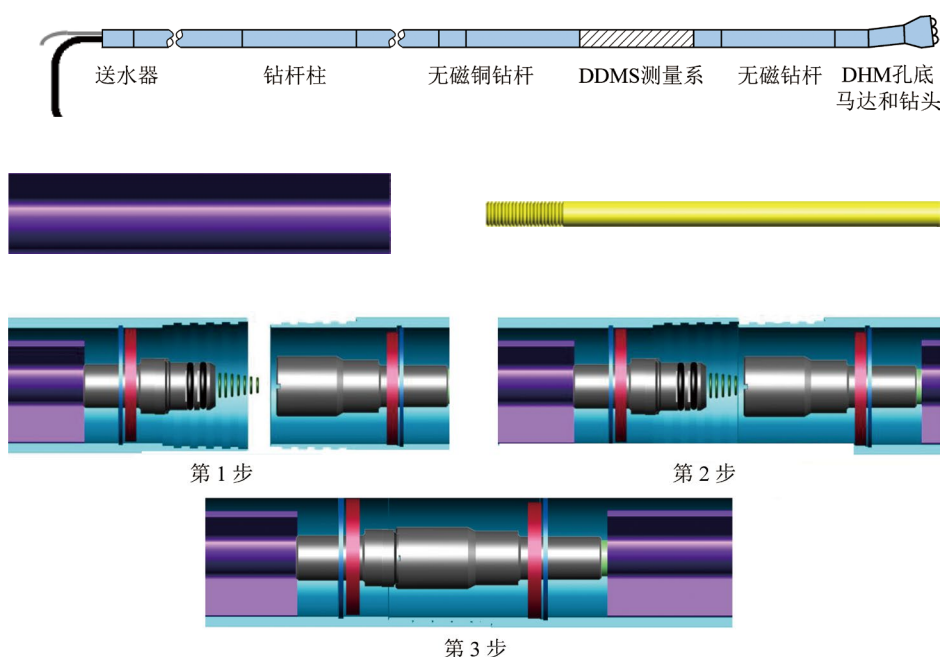 送水器
钻杆柱
无磁铜钻杆
DDMS测量系
无磁钻杆
DHM孔底
马达和钻头
第1步
第2步
第3步